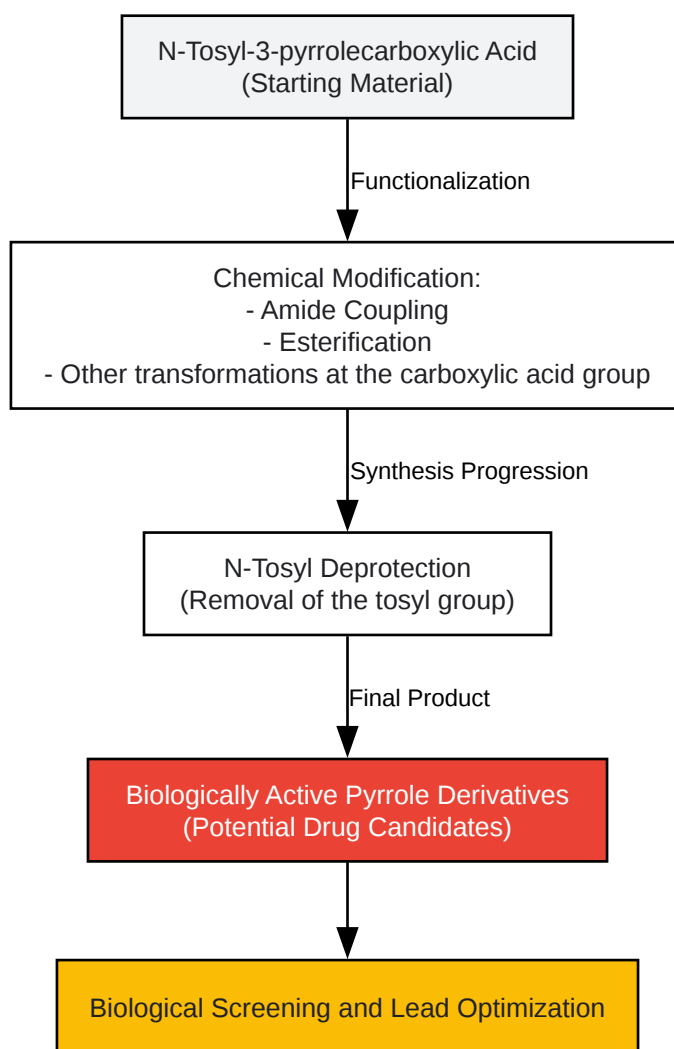 N-Tosyl-3-pyrrolecarboxylic Acid
(Starting Material)
Functionalization
Chemical Modification:
- Amide Coupling
- Esterification
- Other transformations at the carboxylic acid group
Synthesis Progression
N-Tosyl Deprotection
(Removal of the tosyl group)
Final Product
Biologically Active Pyrrole Derivatives
(Potential Drug Candidates)
Biological Screening and Lead Optimization